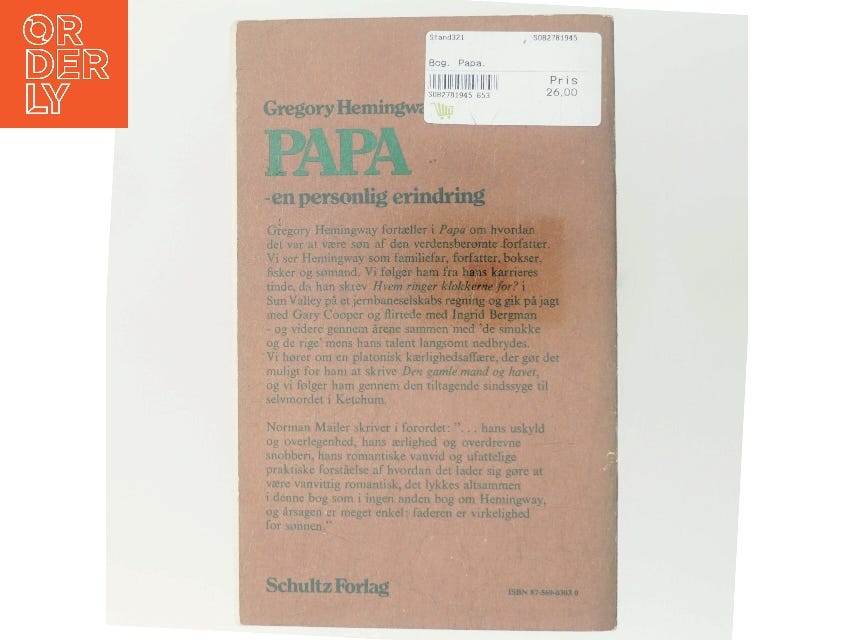 ORDERLY
Stand321 SOB2781945
Bog. Papa.
Pris
SOB2781945 653 26,00
Gregory Hemingwa
PAPA
-en personlig erindring
Gregory Hemingway fortæller i Papa om hvordan
det var at være søn af den verdensberømte forfatter.
Vi ser Hemingway som familiefar, forfatter, bokser,
fisker og sømand. Vi følger ham fra hans karrieres
tinde, da han skrev Hvem ringer klokkerne for? i
Sun Valley på et jernbaneselskabs regning og gik på jagt
med Gary Cooper og flirtede med Ingrid Bergman
- og videre gennem årene sammen med 'de smukke
og de rige' mens hans talent langsomt nedbrydes.
Vi hører om en platonisk kærlighedsaffære, der gør det
muligt for ham at skrive Den gamle mand og havet,
og vi følger ham gennem den tiltagende sindssyge til
selvmordet i Ketchum.
Norman Mailer skriver i forordet: "... hans uskyld
og overlegenhed, hans ærlighed og overdrevne
snobberi, hans romantiske vanvid og ufattelige
praktiske forståelse af hvordan det lader sig gøre at
være vanvittig romantisk, det lykkes altsammen
i denne bog som i ingen anden bog om Hemingway,
og årsagen er meget enkel: faderen er virkelighed
for sønnen."
Schultz Forlag
ISBN 87-569-0303 0